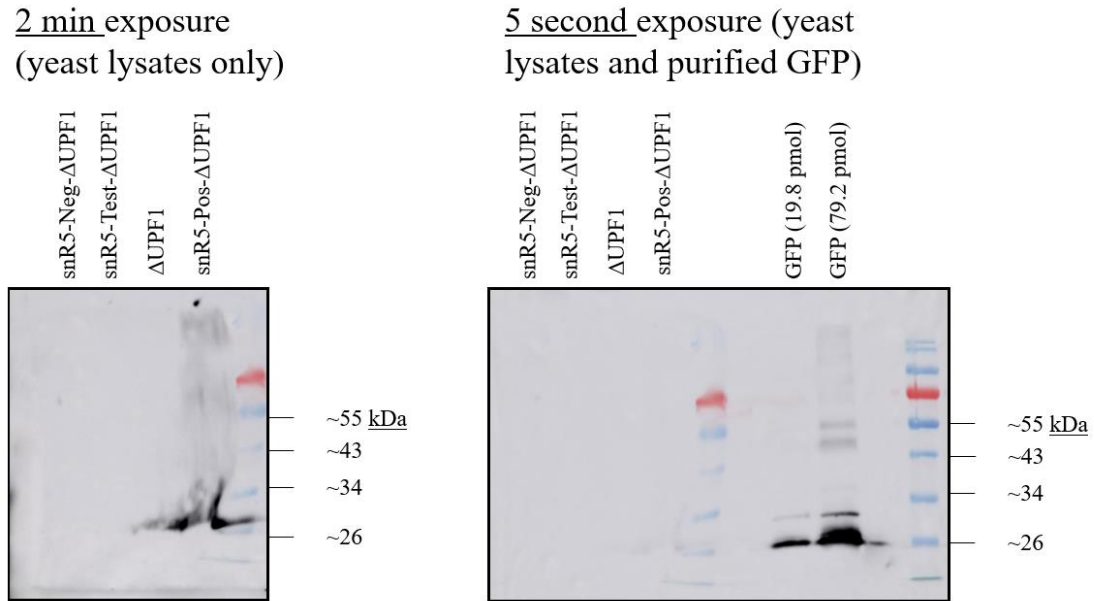 2 min exposure
(yeast lysates only)
5 second exposure (yeast
lysates and purified GFP)
snR5-Neg-ΔUPF1
snR5-Test-ΔUPF1
ΔUPF1
snR5-Pos-ΔUPF1
snR5-Neg-ΔUPF1
snR5-Test-ΔUPF1
ΔUPF1
snR5-Pos-ΔUPF1
GFP (19.8 pmol)
GFP (79.2 pmol)
~55 kDa
~43
~34
~26
~55 kDa
~43
~34
~26